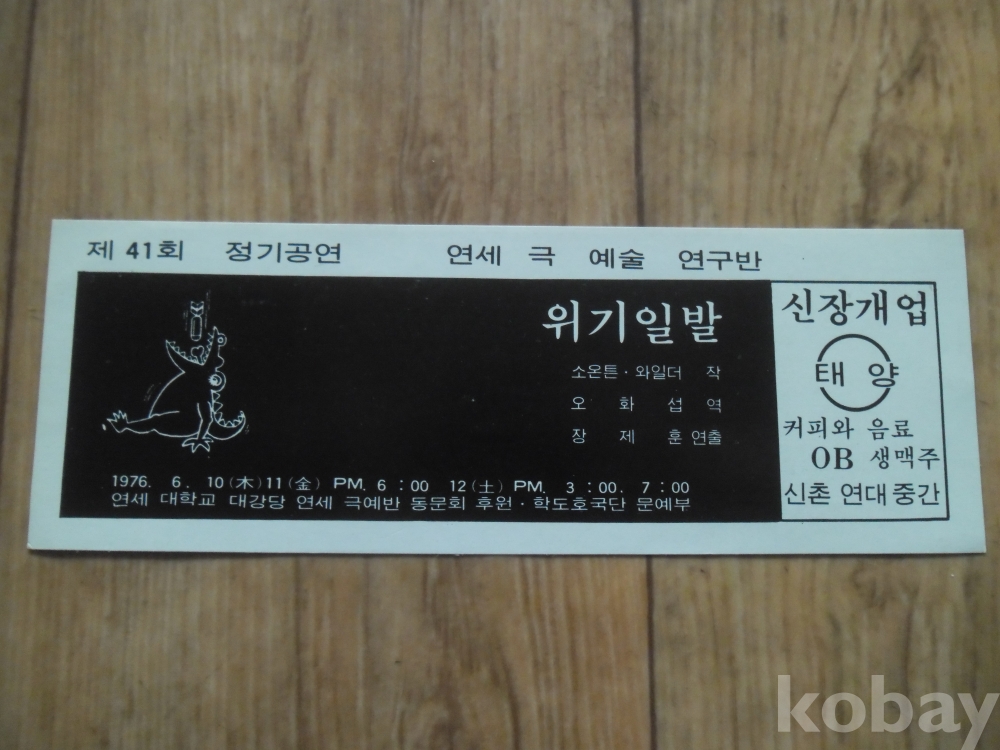 제 41회 정기공연 연세 극 예술 연구반
위기일발
소온튼·와일더 작
오 화 섭 역
장 제 훈 연출
1976. 6. 10(木)11(金) PM. 6:00 12(土) PM. 3:00. 7:00
연세 대학교 대강당 연세 극예반 동문회 후원·학도호국단 문예부
신장개업
태양
커피와 음료
OB 생맥주
신촌 연대 중간
kobay